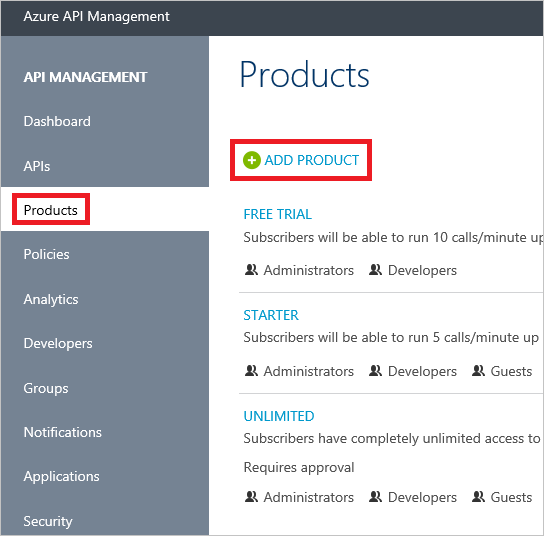 Azure API Management
API MANAGEMENT
Dashboard
APIs
Products
Policies
Analytics
Developers
Groups
Notifications
Applications
Security
Products
ADD PRODUCT
FREE TRIAL
Subscribers will be able to run 10 calls/minute up
Administrators Developers
STARTER
Subscribers will be able to run 5 calls/minute up
Administrators Developers Guests
UNLIMITED
Subscribers have completely unlimited access to
Requires approval
Administrators Developers Guests